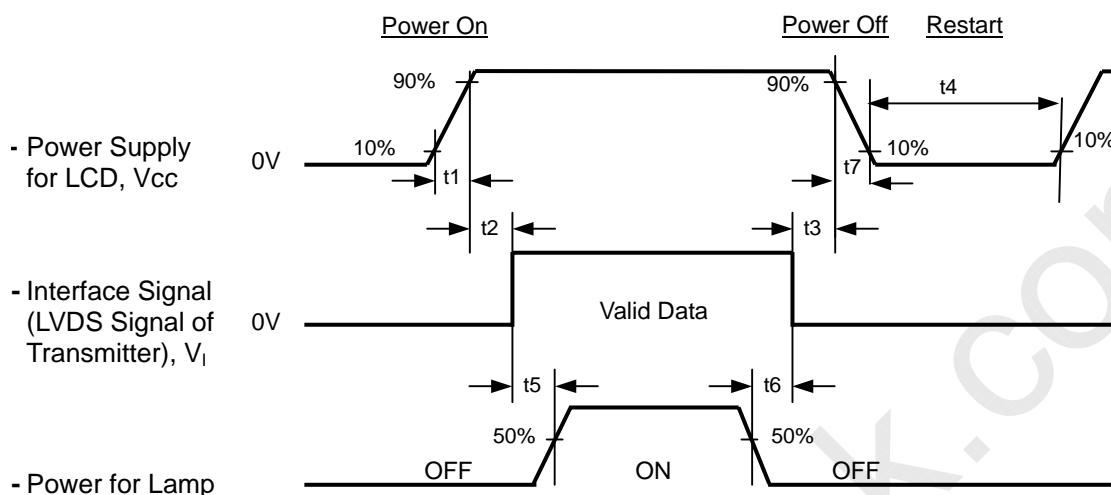 Power On
Power Off
Restart
90%
90%
t4
- Power Supply
for LCD, Vcc
0V
10%
t1
t7
10%
10%
t2
t3
- Interface Signal
(LVDS Signal of
Transmitter), VI
0V
Valid Data
t5
t6
50%
50%
- Power for Lamp
OFF
ON
OFF
k.com